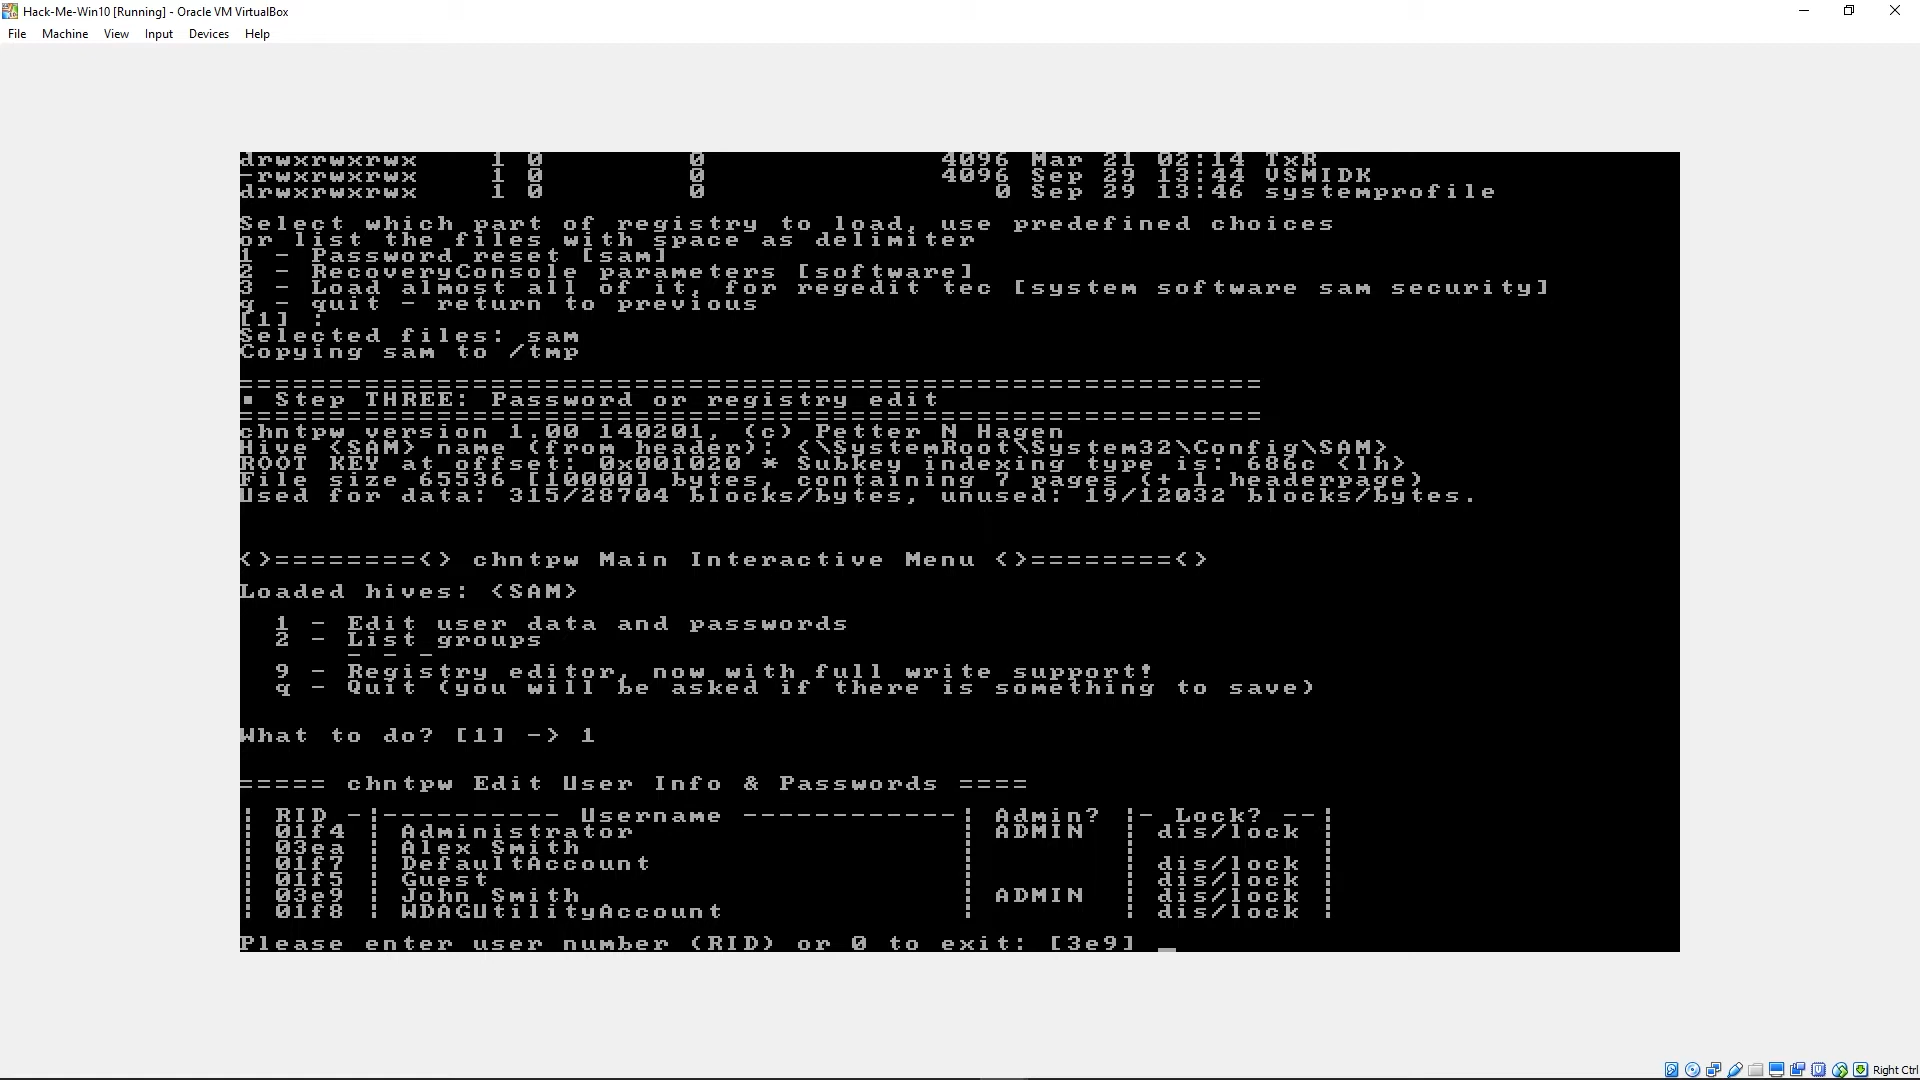 Hack-Me-Win10 [Running] - Oracle VM VirtualBox
File Machine View Input Devices Help
drwxrwxrwx 1 0 0 4096 Mar 21 02:14 TxR
-rwxrwxrwx 1 0 0 4096 Sep 29 13:44 VSMIDK
drwxrwxrwx 1 0 0 0 Sep 29 13:46 systemprofile
Select which part of registry to load, use predefined choices
or list the files with space as delimiter
1 - Password reset [sam]
2 - RecoveryConsole parameters [software]
3 - Load almost all of it, for regedit tec [system software sam security]
q - quit - return to previous
[1] :
Selected files: sam
Copying sam to /tmp
=========================================================
▪ Step THREE: Password or registry edit
=========================================================
chntpw version 1.00 140201, (c) Petter N Hagen
Hive <SAM> name (from header): <\SystemRoot\System32\Config\SAM>
ROOT KEY at offset: 0x001020 * Subkey indexing type is: 686c <lh>
File size 65536 [10000] bytes, containing 7 pages (+ 1 headerpage)
Used for data: 315/28704 blocks/bytes, unused: 19/12032 blocks/bytes.
<>========<> chntpw Main Interactive Menu <>========<>
Loaded hives: <SAM>
1 - Edit user data and passwords
2 - List groups
- - -
9 - Registry editor, now with full write support!
q - Quit (you will be asked if there is something to save)
What to do? [1] -> 1
===== chntpw Edit User Info & Passwords ====
| RID -|---------- Username ------------| Admin? |- Lock? --|
| 01f4 | Administrator | ADMIN | dis/lock |
| 03ea | Alex Smith | | |
| 01f7 | DefaultAccount | | dis/lock |
| 01f5 | Guest | | dis/lock |
| 03e9 | John Smith | ADMIN | dis/lock |
| 01f8 | WDAGUtilityAccount | | dis/lock |
Please enter user number (RID) or 0 to exit: [3e9] _
Right Ctrl